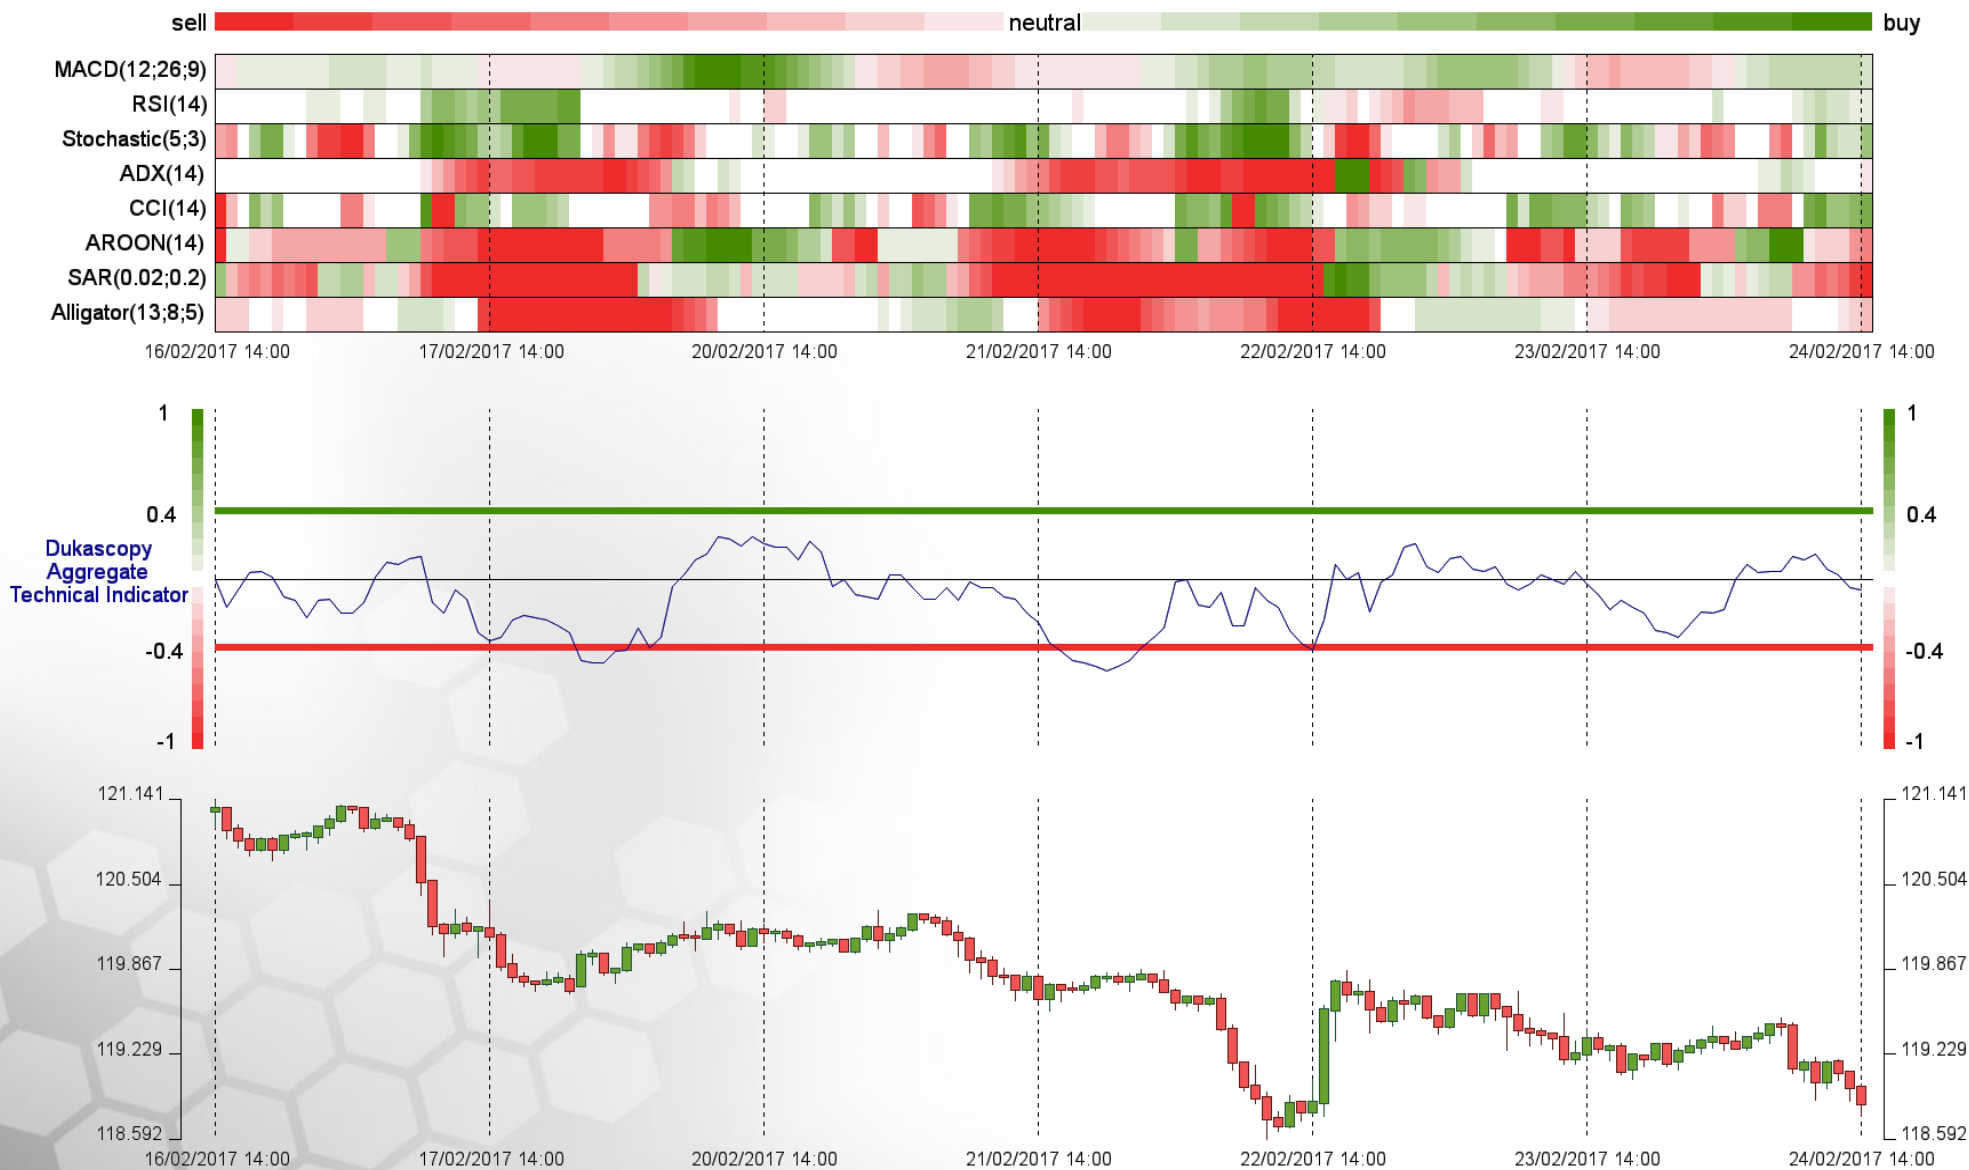 sell neutral buy
MACD(12;26;9)
RSI(14)
Stochastic(5;3)
ADX(14)
CCI(14)
AROON(14)
SAR(0.02;0.2)
Alligator(13;8;5)
16/02/2017 14:00 17/02/2017 14:00 20/02/2017 14:00 21/02/2017 14:00 22/02/2017 14:00 23/02/2017 14:00 24/02/2017 14:00
1 1
0.4 0.4
Dukascopy
Aggregate
Technical Indicator
-0.4 -0.4
-1 -1
121.141 121.141
120.504 120.504
119.867 119.867
119.229 119.229
118.592 118.592
16/02/2017 14:00 17/02/2017 14:00 20/02/2017 14:00 21/02/2017 14:00 22/02/2017 14:00 23/02/2017 14:00 24/02/2017 14:00